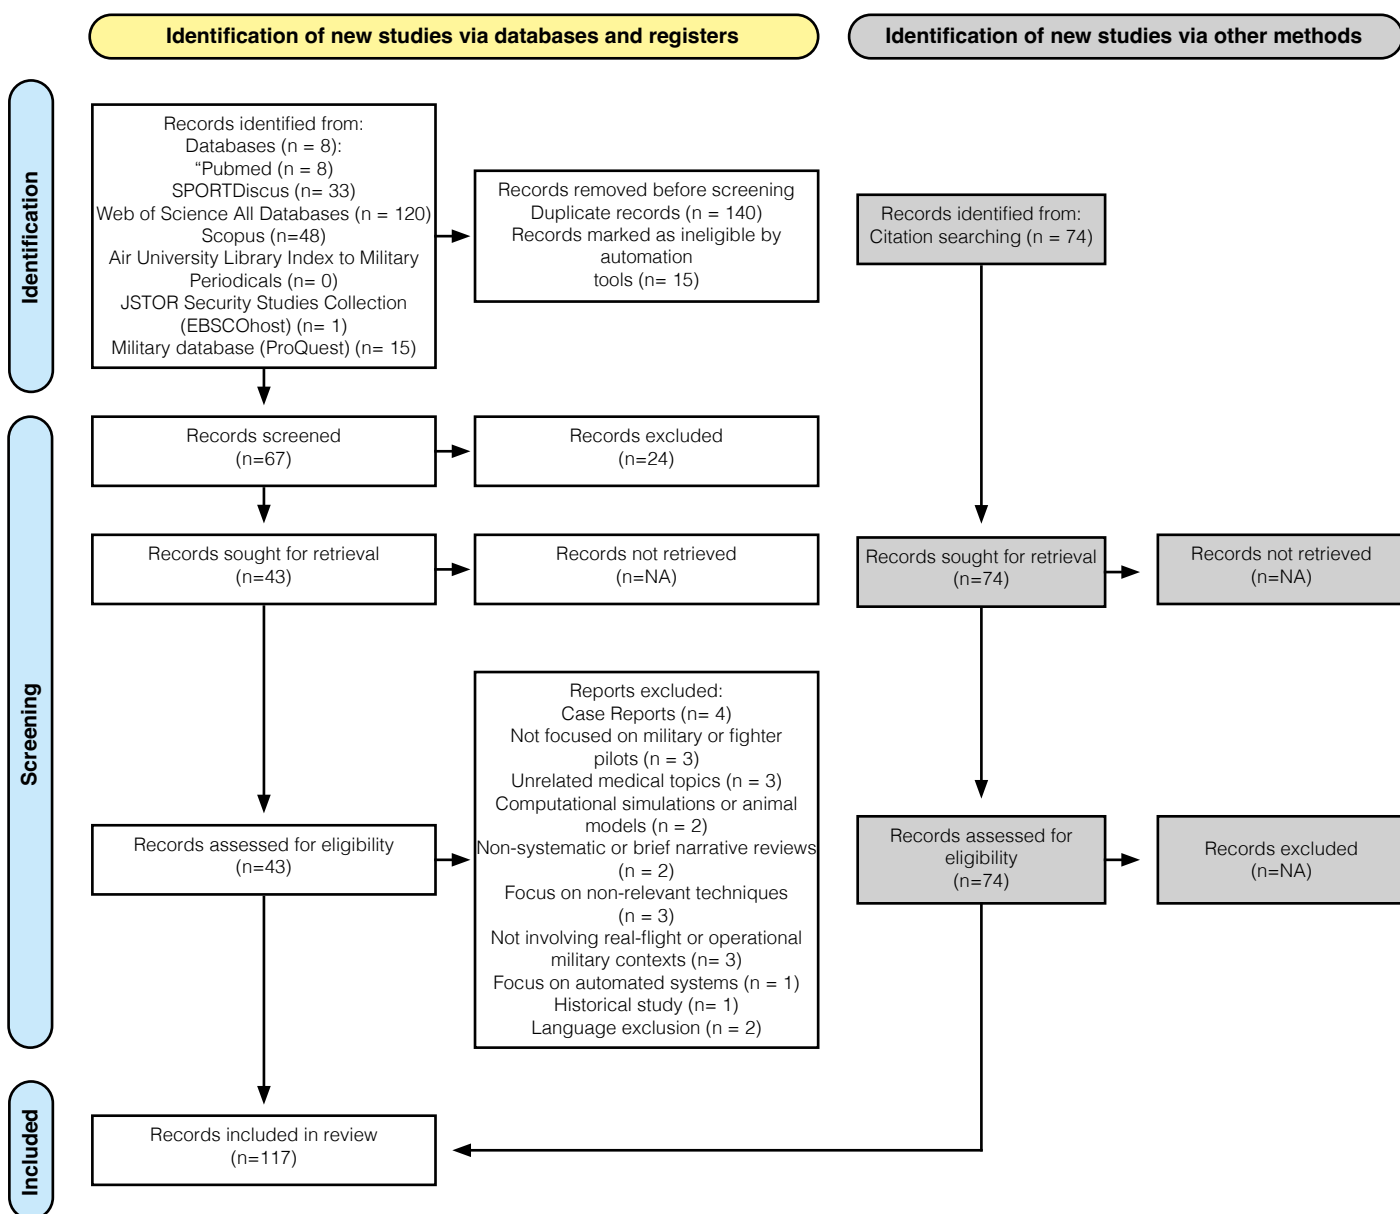 Identification of new studies via databases and registers
Identification of new studies via other methods
Identification
Records identified from:
Databases (n = 8):
“Pubmed (n = 8)
SPORTDiscus (n= 33)
Web of Science All Databases (n = 120)
Scopus (n=48)
Air University Library Index to Military
Periodicals (n= 0)
JSTOR Security Studies Collection
(EBSCOhost) (n= 1)
Military database (ProQuest) (n= 15)
Records removed before screening
Duplicate records (n = 140)
Records marked as ineligible by
automation
tools (n= 15)
Records identified from:
Citation searching (n = 74)
Screening
Records screened
(n=67)
Records excluded
(n=24)
Records sought for retrieval
(n=43)
Records not retrieved
(n=NA)
Records sought for retrieval
(n=74)
Records not retrieved
(n=NA)
Records assessed for eligibility
(n=43)
Reports excluded:
Case Reports (n= 4)
Not focused on military or fighter
pilots (n = 3)
Unrelated medical topics (n = 3)
Computational simulations or animal
models (n = 2)
Non-systematic or brief narrative reviews
(n = 2)
Focus on non-relevant techniques
(n = 3)
Not involving real-flight or operational
military contexts (n= 3)
Focus on automated systems (n = 1)
Historical study (n= 1)
Language exclusion (n = 2)
Records assessed for
eligibility
(n=74)
Records excluded
(n=NA)
Included
Records included in review
(n=117)